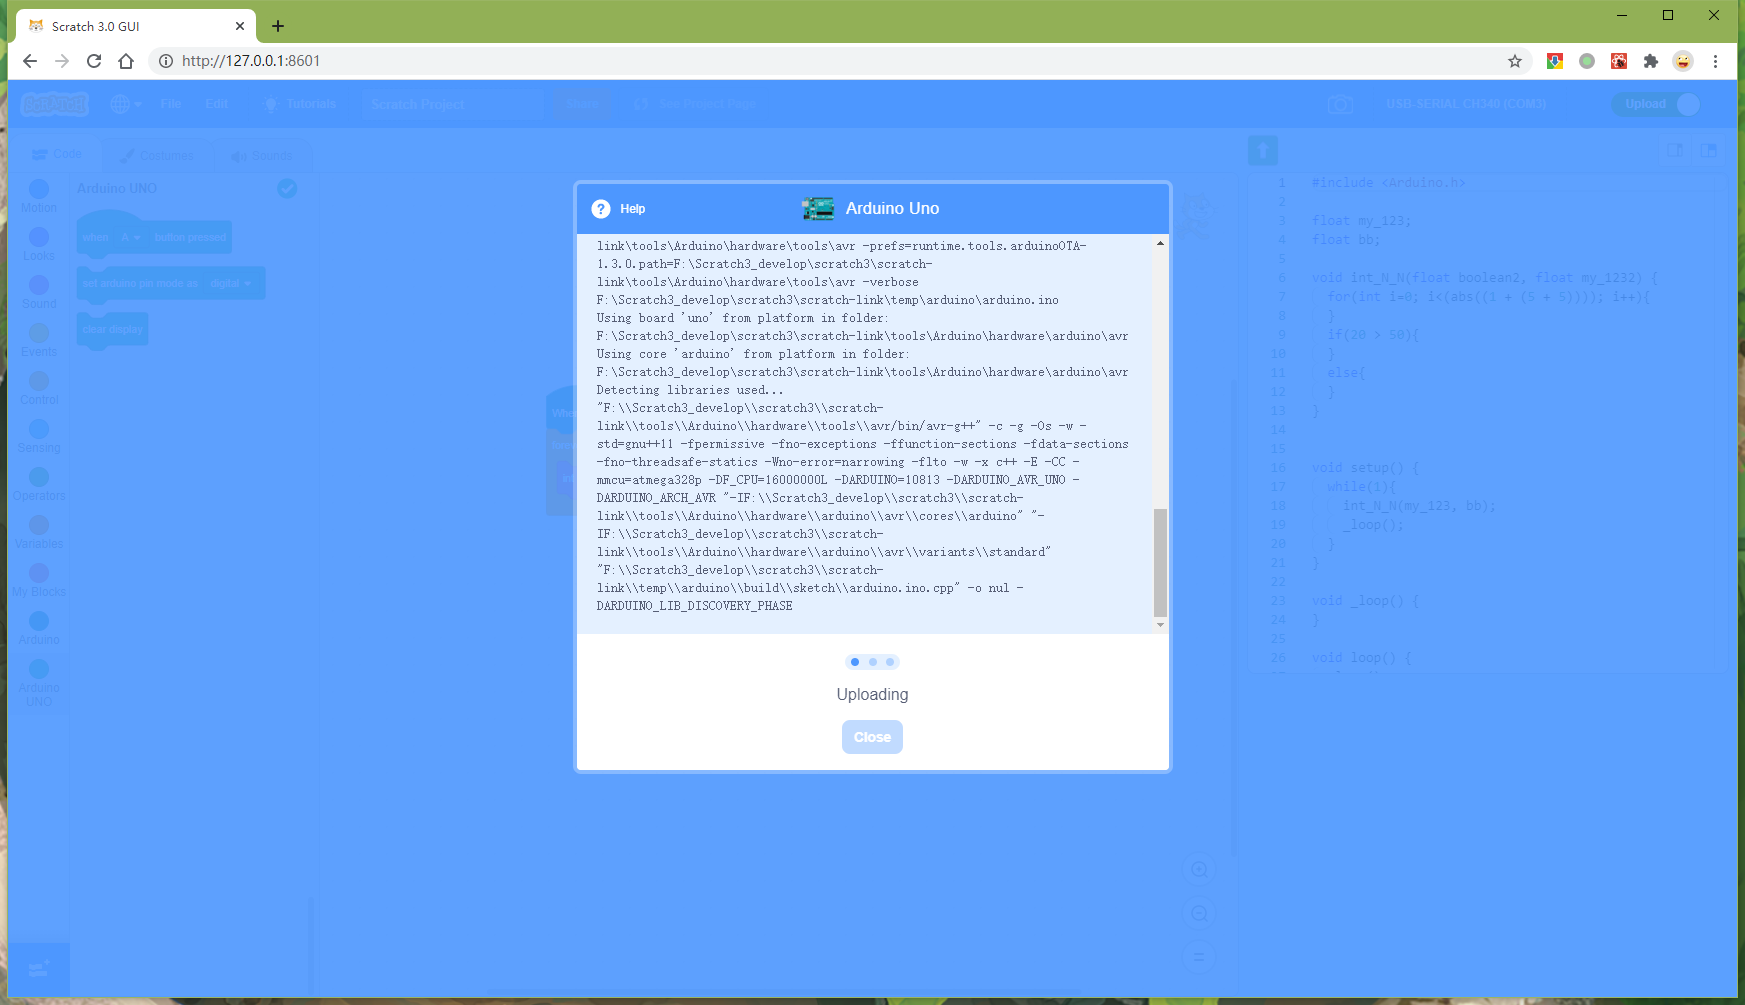 Scratch 3.0 GUI
http://127.0.0.1:8601
SCRATCH
File
Edit
Tutorials
Scratch Project
Share
See Project Page
USB-SERIAL CH340 (COM3)
Upload
Code
Costumes
Sounds
Motion
Looks
Sound
Events
Control
Sensing
Operators
Variables
My Blocks
Arduino
Arduino
UNO
Arduino UNO
when A button pressed
set arduino pin mode as digital
clear display
Help
Arduino Uno
link\tools\Arduino\hardware\tools\avr -prefs=runtime.tools.arduinoOTA-
1.3.0.path=F:\Scratch3_develop\scratch3\scratch-
link\tools\Arduino\hardware\tools\avr -verbose
F:\Scratch3_develop\scratch3\scratch-link\temp\arduino\arduino.ino
Using board 'uno' from platform in folder:
F:\Scratch3_develop\scratch3\scratch-link\tools\Arduino\hardware\arduino\avr
Using core 'arduino' from platform in folder:
F:\Scratch3_develop\scratch3\scratch-link\tools\Arduino\hardware\arduino\avr
Detecting libraries used...
"F:\\Scratch3_develop\\scratch3\\scratch-
link\\tools\\Arduino\\hardware\\tools\\avr/bin/avr-g++" -c -g -Os -w -
std=gnu++11 -fpermissive -fno-exceptions -ffunction-sections -fdata-sections
-fno-threadsafe-statics -Wno-error=narrowing -flto -w -x c++ -E -CC -
mmcu=atmega328p -DF_CPU=16000000L -DARDUINO=10813 -DARDUINO_AVR_UNO -
DARDUINO_ARCH_AVR "-IF:\\Scratch3_develop\\scratch3\\scratch-
link\\tools\\Arduino\\hardware\\arduino\\avr\\cores\\arduino" "-
IF:\\Scratch3_develop\\scratch3\\scratch-
link\\tools\\Arduino\\hardware\\arduino\\avr\\variants\\standard"
"F:\\Scratch3_develop\\scratch3\\scratch-
link\\temp\\arduino\\build\\sketch\\arduino.ino.cpp" -o nul -
DARDUINO_LIB_DISCOVERY_PHASE
Uploading
Close
1 #include <Arduino.h>
2
3 float my_123;
4 float bb;
5
6 void int_N_N(float boolean2, float my_1232) {
7 for(int i=0; i<(abs((1 + (5 + 5)))); i++){
8 }
9 if(20 > 50){
10 }
11 else{
12 }
13 }
14
15
16 void setup() {
17 while(1){
18 int_N_N(my_123, bb);
19 _loop();
20 }
21 }
22
23 void _loop() {
24 }
25
26 void loop() {